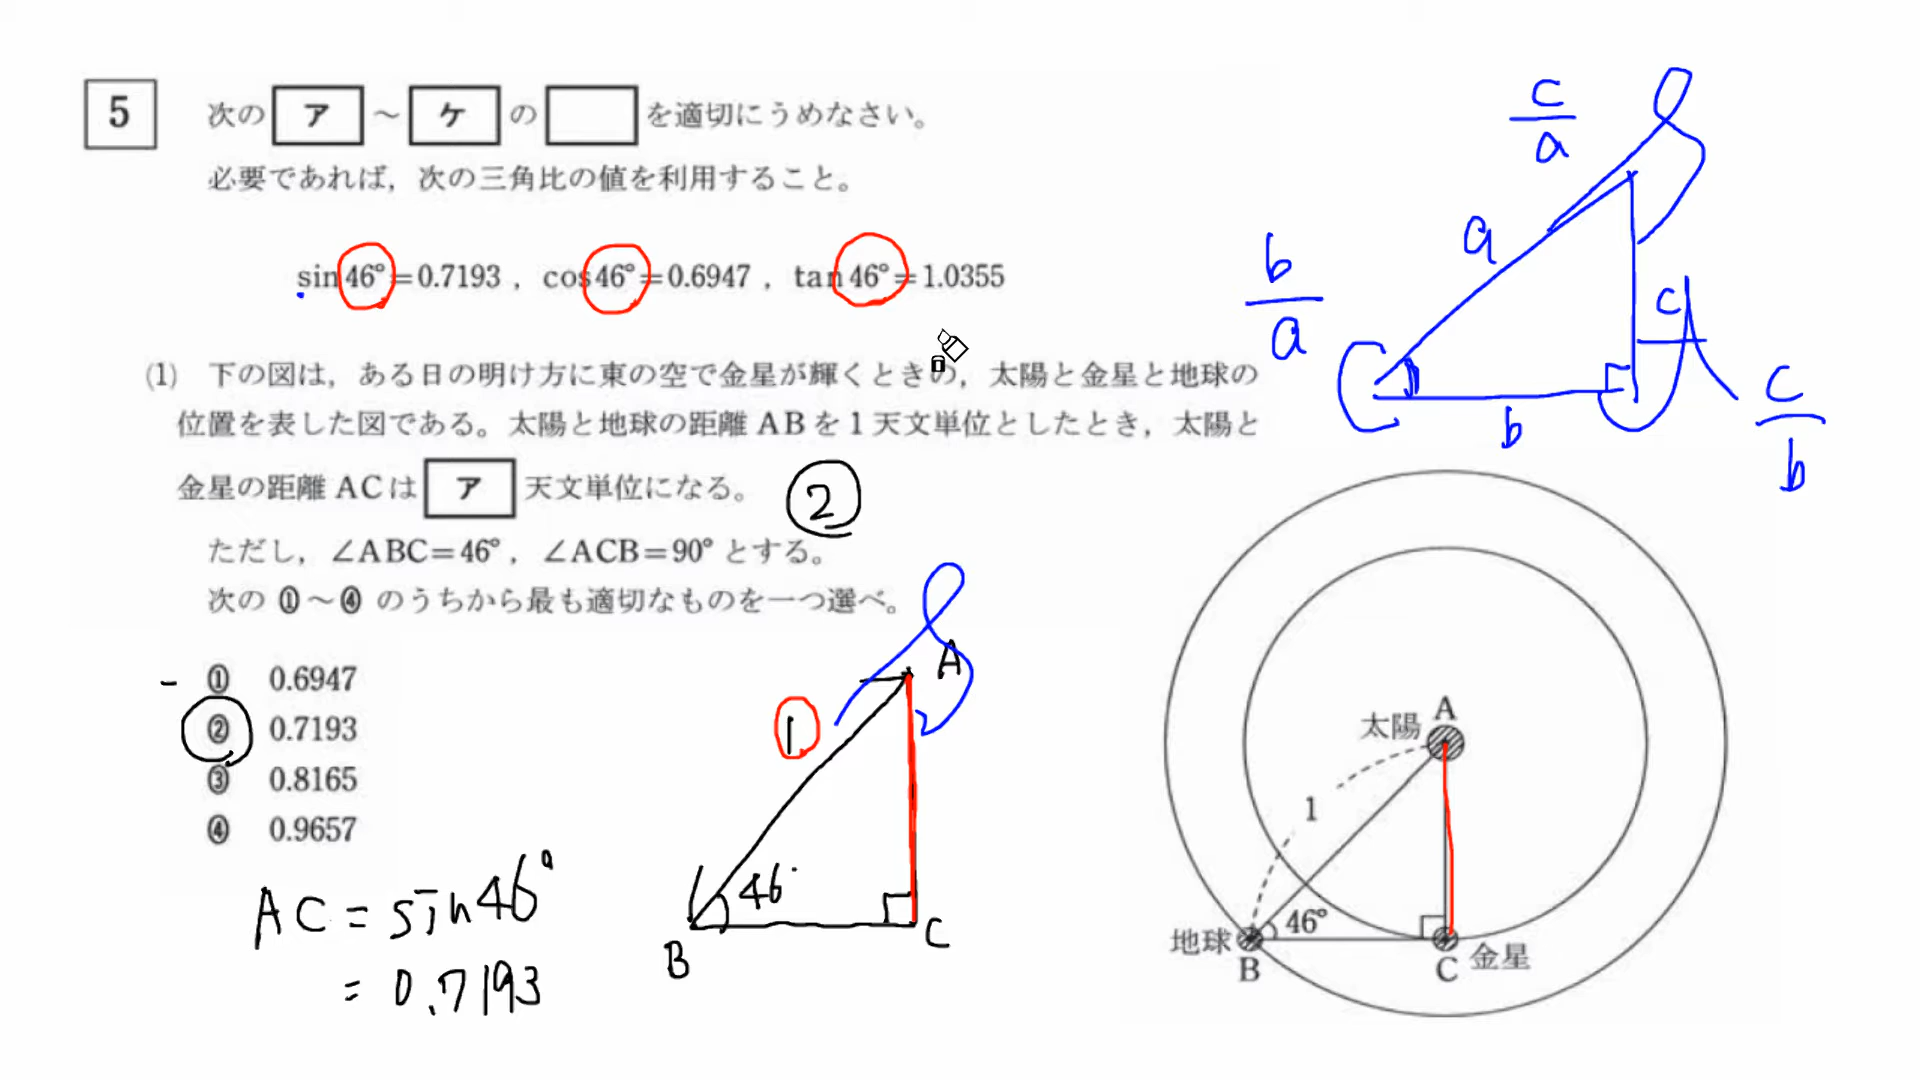 5 次の ア ～ ケ の を適切にうめなさい。
必要であれば，次の三角比の値を利用すること。
sin46°=0.7193 ， cos46°=0.6947 ， tan46°=1.0355
(1) 下の図は，ある日の明け方に東の空で金星が輝くときの，太陽と金星と地球の
位置を表した図である。太陽と地球の距離 AB を 1 天文単位としたとき，太陽と
金星の距離 AC は ア 天文単位になる。 ②
ただし，∠ABC=46°，∠ACB=90° とする。
次の ①～④ のうちから最も適切なものを一つ選べ。
- ① 0.6947
② 0.7193
③ 0.8165
④ 0.9657
AC = sin46°
= 0.7193
A
1
46°
B
C
c
a
b
a
a
c
b
c
b
太陽 A
1
46°
地球 B
C 金星